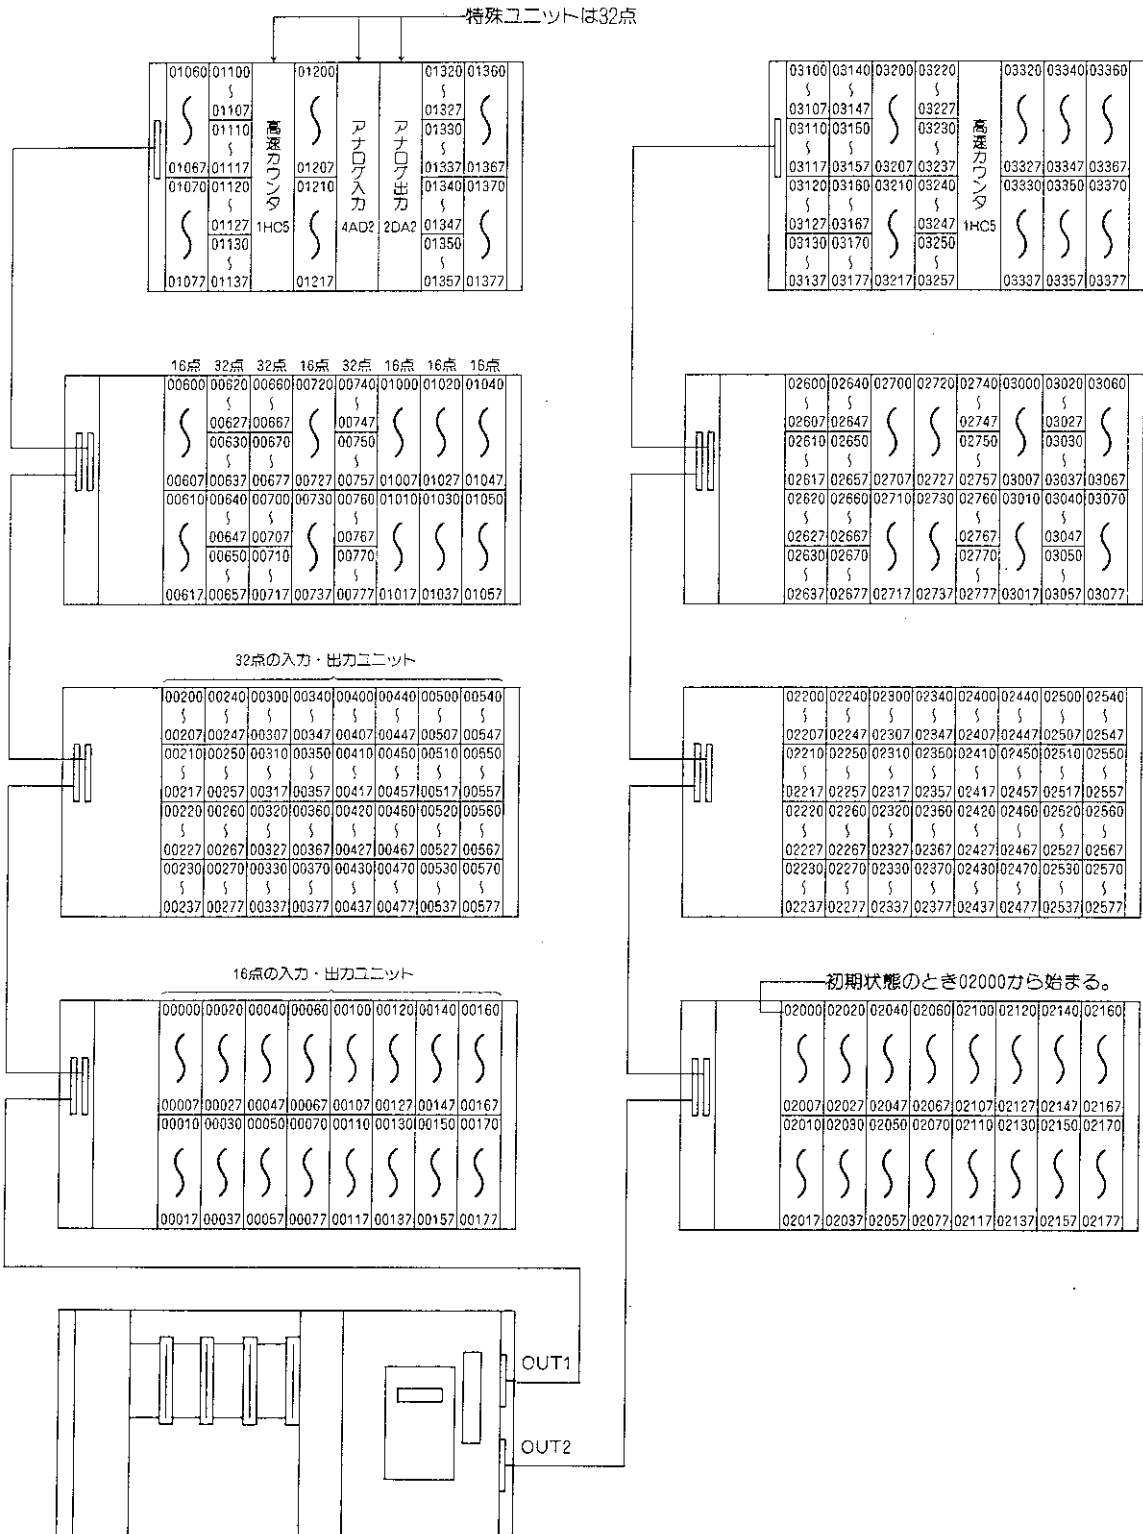 特殊ユニットは32点
01060 01100 01200 01320 01360
01107 01327
01110 01330
01067 01117 01207 01337 01367
01070 01120 01210 01340 01370
01127 01347
01130 01350
01077 01137 01217 01357 01377
高速カウンタ
1HC5
アナログ入力
4AD2
アナログ出力
2DA2
03100 03140 03200 03220 03320 03340 03360
03107 03147 03227
03110 03150 03230
03117 03157 03207 03237 03327 03347 03367
03120 03160 03210 03240 03330 03350 03370
03127 03167 03247
03130 03170 03250
03137 03177 03217 03257 03337 03357 03377
高速カウンタ
1HC5
16点 32点 32点 16点 32点 16点 16点 16点
00600 00620 00660 00720 00740 01000 01020 01040
00627 00667 00747
00630 00670 00750
00607 00637 00677 00727 00757 01007 01027 01047
00610 00640 00700 00730 00760 01010 01030 01050
00647 00707 00767
00650 00710 00770
00617 00657 00717 00737 00777 01017 01037 01057
02600 02640 02700 02720 02740 03000 03020 03060
02607 02647 02747 03027
02610 02650 02750 03030
02617 02657 02707 02727 02757 03007 03037 03067
02620 02660 02710 02730 02760 03010 03040 03070
02627 02667 02767 03047
02630 02670 02770 03050
02637 02677 02717 02737 02777 03017 03057 03077
32点の入力・出力ユニット
00200 00240 00300 00340 00400 00440 00500 00540
00207 00247 00307 00347 00407 00447 00507 00547
00210 00250 00310 00350 00410 00450 00510 00550
00217 00257 00317 00357 00417 00457 00517 00557
00220 00260 00320 00360 00420 00460 00520 00560
00227 00267 00327 00367 00427 00467 00527 00567
00230 00270 00330 00370 00430 00470 00530 00570
00237 00277 00337 00377 00437 00477 00537 00577
02200 02240 02300 02340 02400 02440 02500 02540
02207 02247 02307 02347 02407 02447 02507 02547
02210 02250 02310 02350 02410 02450 02510 02550
02217 02257 02317 02357 02417 02457 02517 02557
02220 02260 02320 02360 02420 02460 02520 02560
02227 02267 02327 02367 02427 02467 02527 02567
02230 02270 02330 02370 02430 02470 02530 02570
02237 02277 02337 02377 02437 02477 02537 02577
16点の入力・出力ユニット
00000 00020 00040 00060 00100 00120 00140 00160
00007 00027 00047 00067 00107 00127 00147 00167
00010 00030 00050 00070 00110 00130 00150 00170
00017 00037 00057 00077 00117 00137 00157 00177
初期状態のとき02000から始まる。
02000 02020 02040 02060 02100 02120 02140 02160
02007 02027 02047 02067 02107 02127 02147 02167
02010 02030 02050 02070 02110 02130 02150 02170
02017 02037 02057 02077 02117 02137 02157 02177
OUT1
OUT2